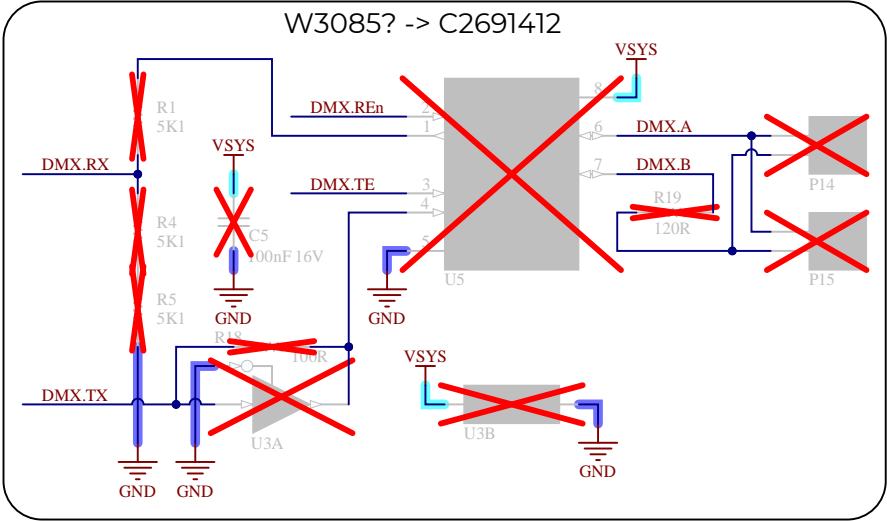 W3085? -> C2691412
VSYS
8
R1
5K1
DMX.REn
2
1
6
DMX.A
DMX.RX
VSYS
7
DMX.B
P14
DMX.TE
3
4
R19
120R
R4
5K1
C5
100nF 16V
5
U5
P15
R5
5K1
GND
GND
R18
100R
VSYS
DMX.TX
U3A
U3B
GND
GND
GND